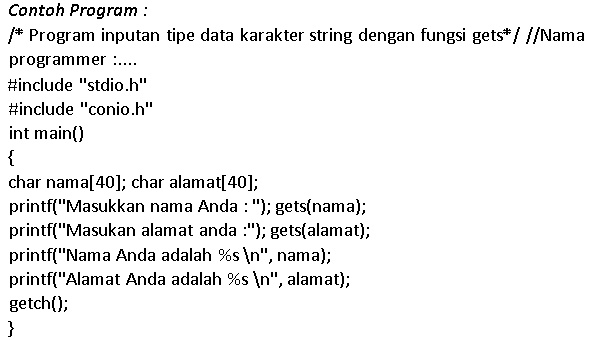 Contoh Program :
/* Program inputan tipe data karakter string dengan fungsi gets*/ //Nama
programmer :....
#include "stdio.h"
#include "conio.h"
int main()
{
char nama[40]; char alamat[40];
printf("Masukkan nama Anda : "); gets(nama);
printf("Masukan alamat anda :"); gets(alamat);
printf("Nama Anda adalah %s \n", nama);
printf("Alamat Anda adalah %s \n", alamat);
getch();
}